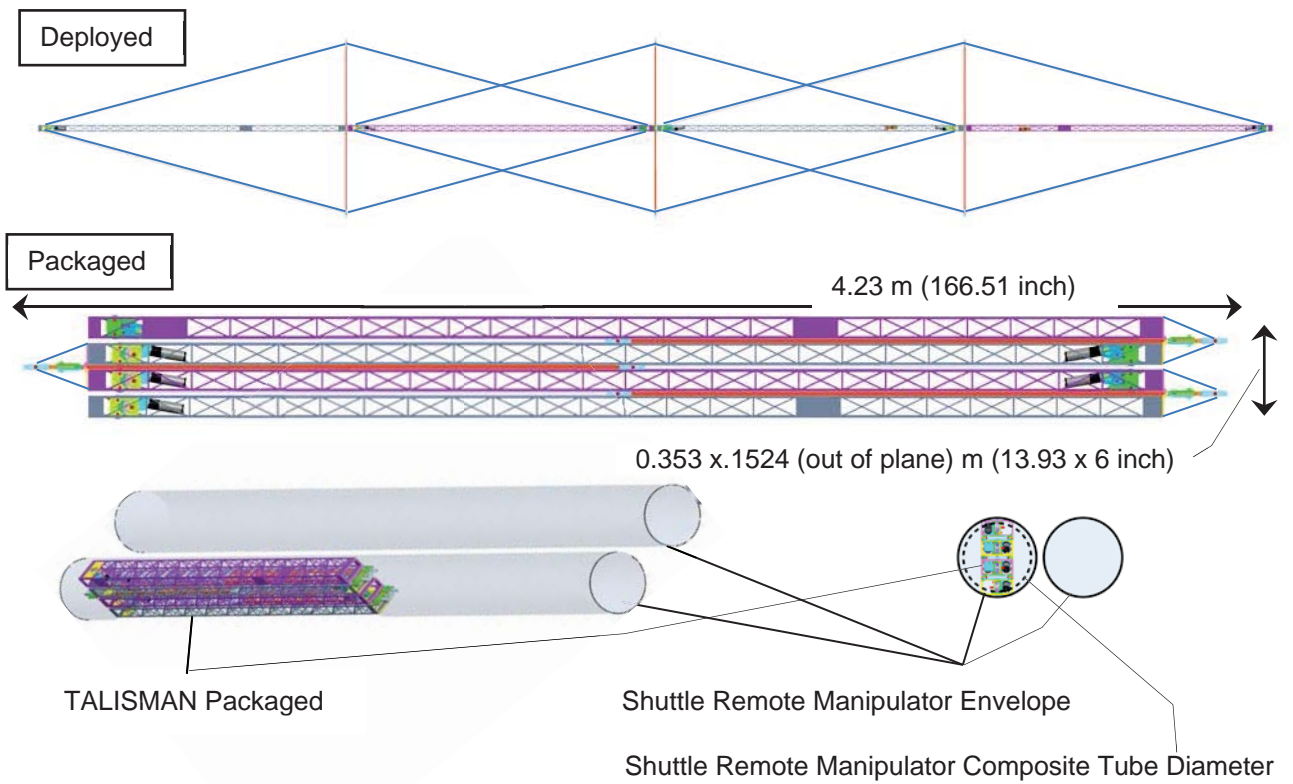 Deployed
Packaged
4.23 m (166.51 inch)
0.353 x.1524 (out of plane) m (13.93 x 6 inch)
TALISMAN Packaged
Shuttle Remote Manipulator Envelope
Shuttle Remote Manipulator Composite Tube Diameter